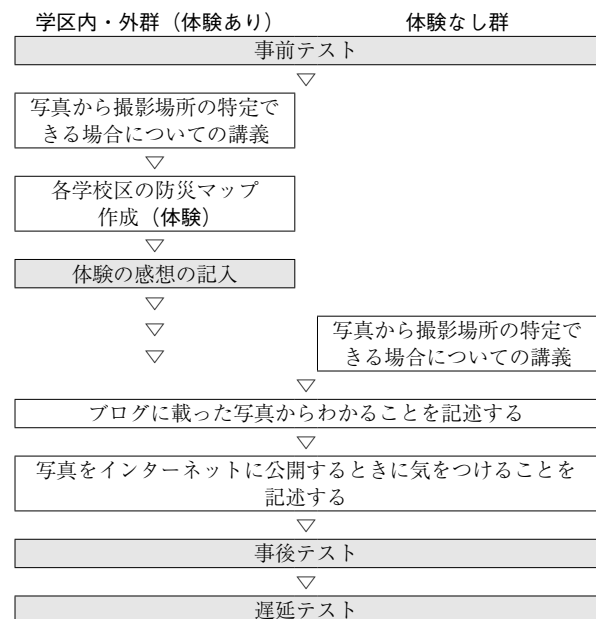 学区内・外群（体験あり）
体験なし群
事前テスト
▽
写真から撮影場所の特定で
きる場合についての講義
▽
各学校区の防災マップ
作成（体験）
▽
体験の感想の記入
▽
▽
▽
写真から撮影場所の特定で
きる場合についての講義
▽
ブログに載った写真からわかることを記述する
▽
写真をインターネットに公開するときに気をつけることを
記述する
▽
事後テスト
▽
遅延テスト